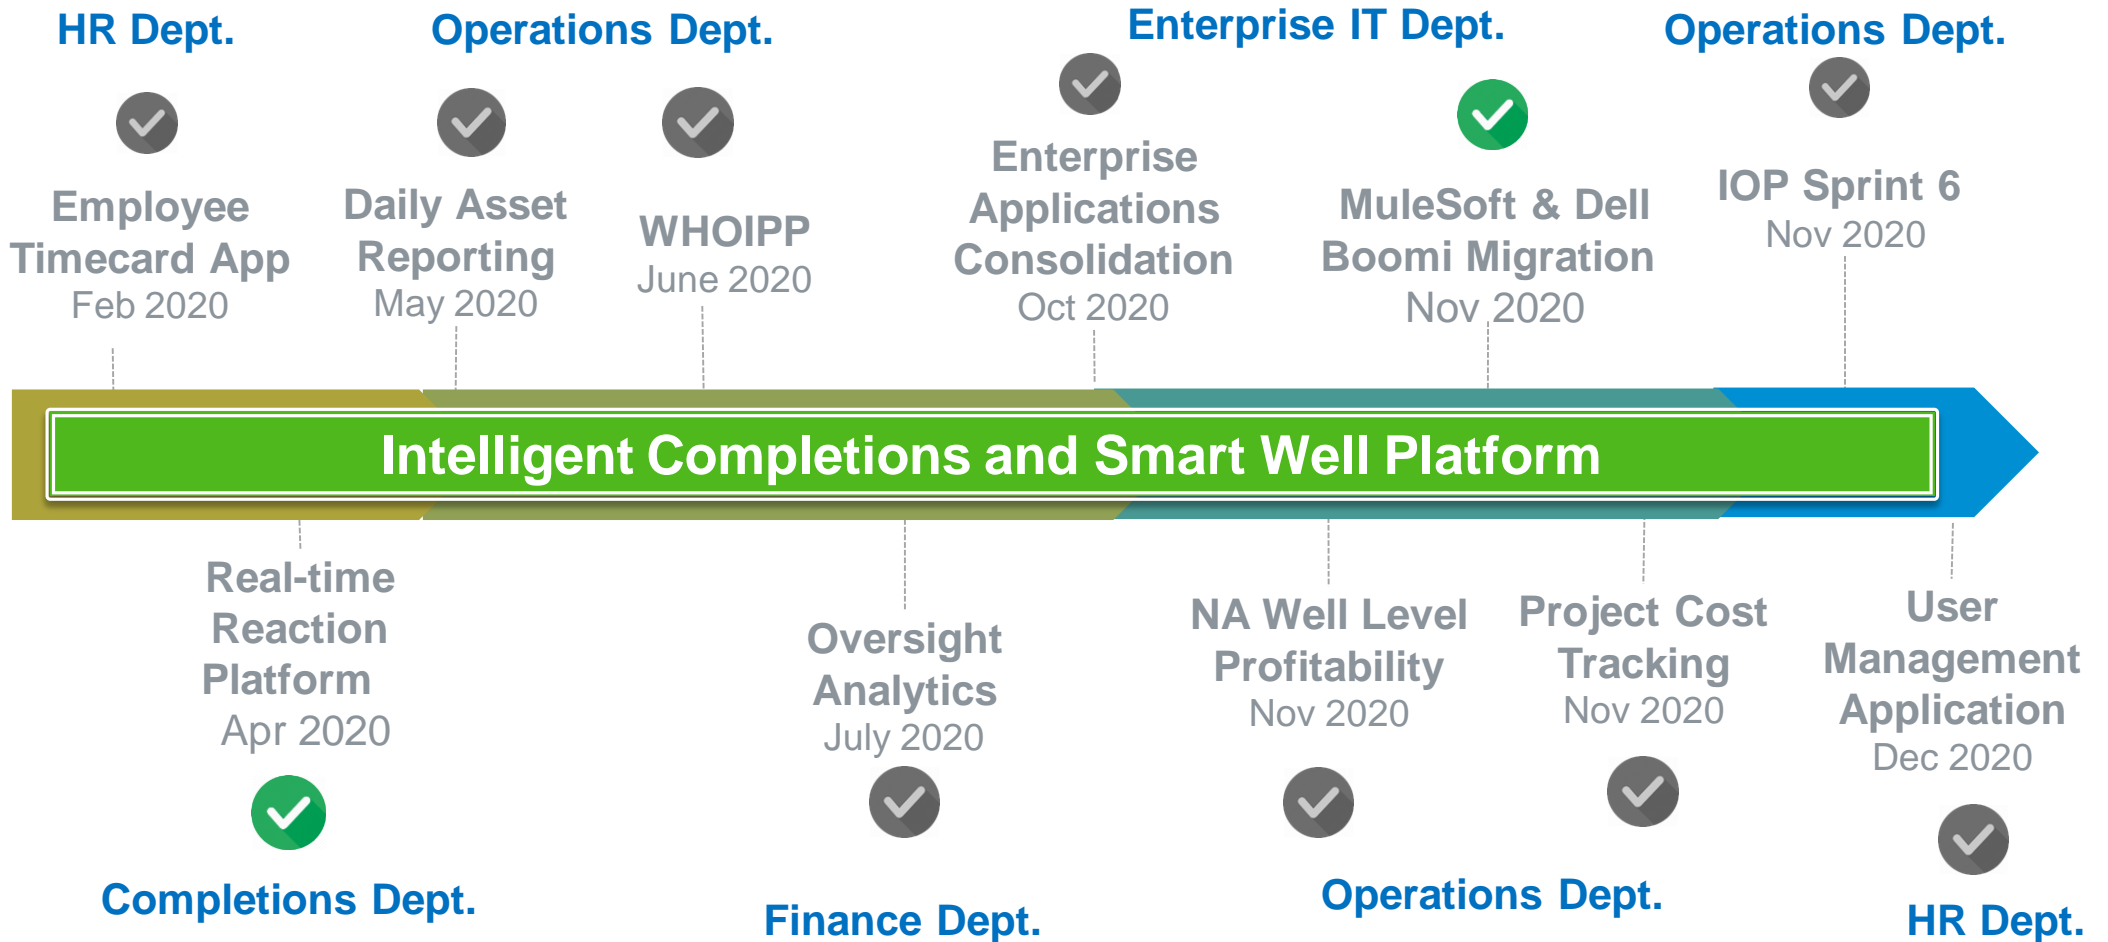 HR Dept.
Operations Dept.
Enterprise IT Dept.
Operations Dept.
Employee
Timecard App
Feb 2020
Daily Asset
Reporting
May 2020
WHOIPP
June 2020
Enterprise
Applications
Consolidation
Oct 2020
MuleSoft & Dell
Boomi Migration
Nov 2020
IOP Sprint 6
Nov 2020
Intelligent Completions and Smart Well Platform
Real-time
Reaction
Platform
Apr 2020
Completions Dept.
Oversight
Analytics
July 2020
Finance Dept.
NA Well Level
Profitability
Nov 2020
Project Cost
Tracking
Nov 2020
Operations Dept.
User
Management
Application
Dec 2020
HR Dept.